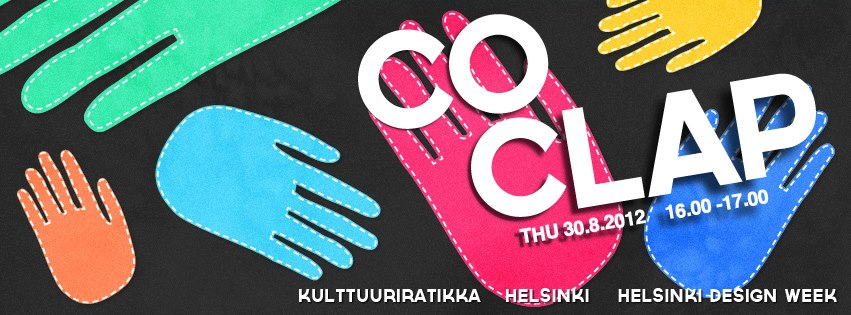 CO
CLAP
THU 30.8.2012 16.00 -17.00
KULTTUURIRATIKKA HELSINKI HELSINKI DESIGN WEEK